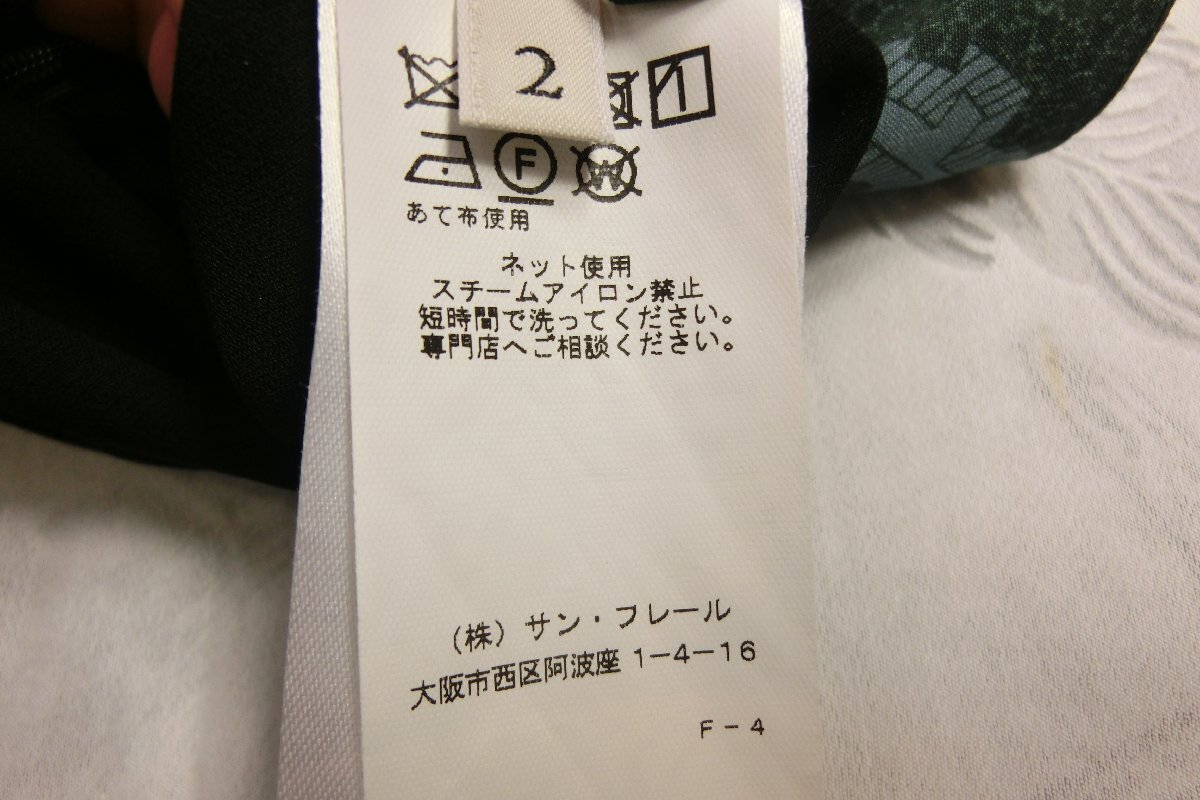 2
F
W
あて布使用
ネット使用
スチームアイロン禁止
短時間で洗ってください。
専門店へご相談ください。
（株）サン・フレール
大阪市西区阿波座 1-4-16
F-4